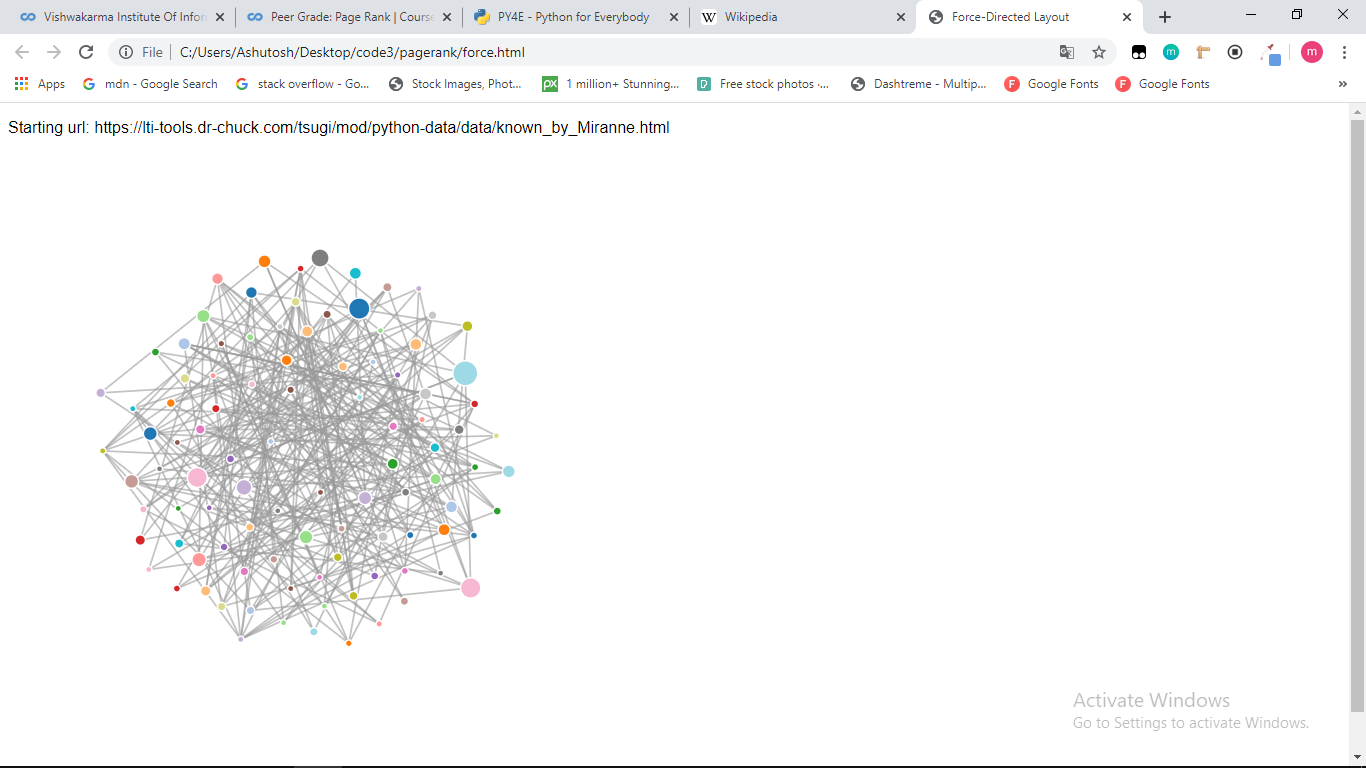 Vishwakarma Institute Of Infor
Peer Grade: Page Rank | Course
PY4E - Python for Everybody
W Wikipedia
Force-Directed Layout
File | C:/Users/Ashutosh/Desktop/code3/pagerank/force.html
m
m
Apps
G mdn - Google Search
G stack overflow - Go...
Stock Images, Phot...
px 1 million+ Stunning...
Free stock photos ·...
Dashtreme - Multip...
F Google Fonts
F Google Fonts
»
Starting url: https://lti-tools.dr-chuck.com/tsugi/mod/python-data/data/known_by_Miranne.html
Activate Windows
Go to Settings to activate Windows.